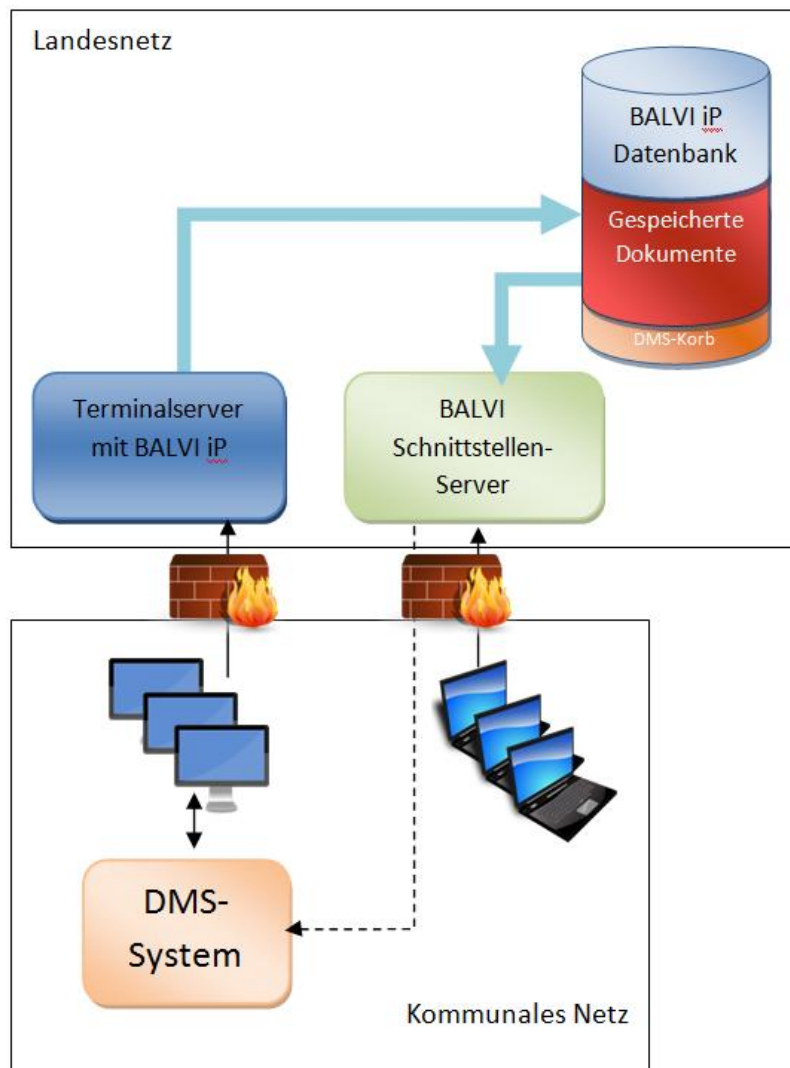 Landesnetz
BALVI iP
Datenbank
Gespeicherte
Dokumente
DMS-Korb
Terminalserver
mit BALVI iP
BALVI
Schnittstellen-
Server
DMS-
System
Kommunales Netz